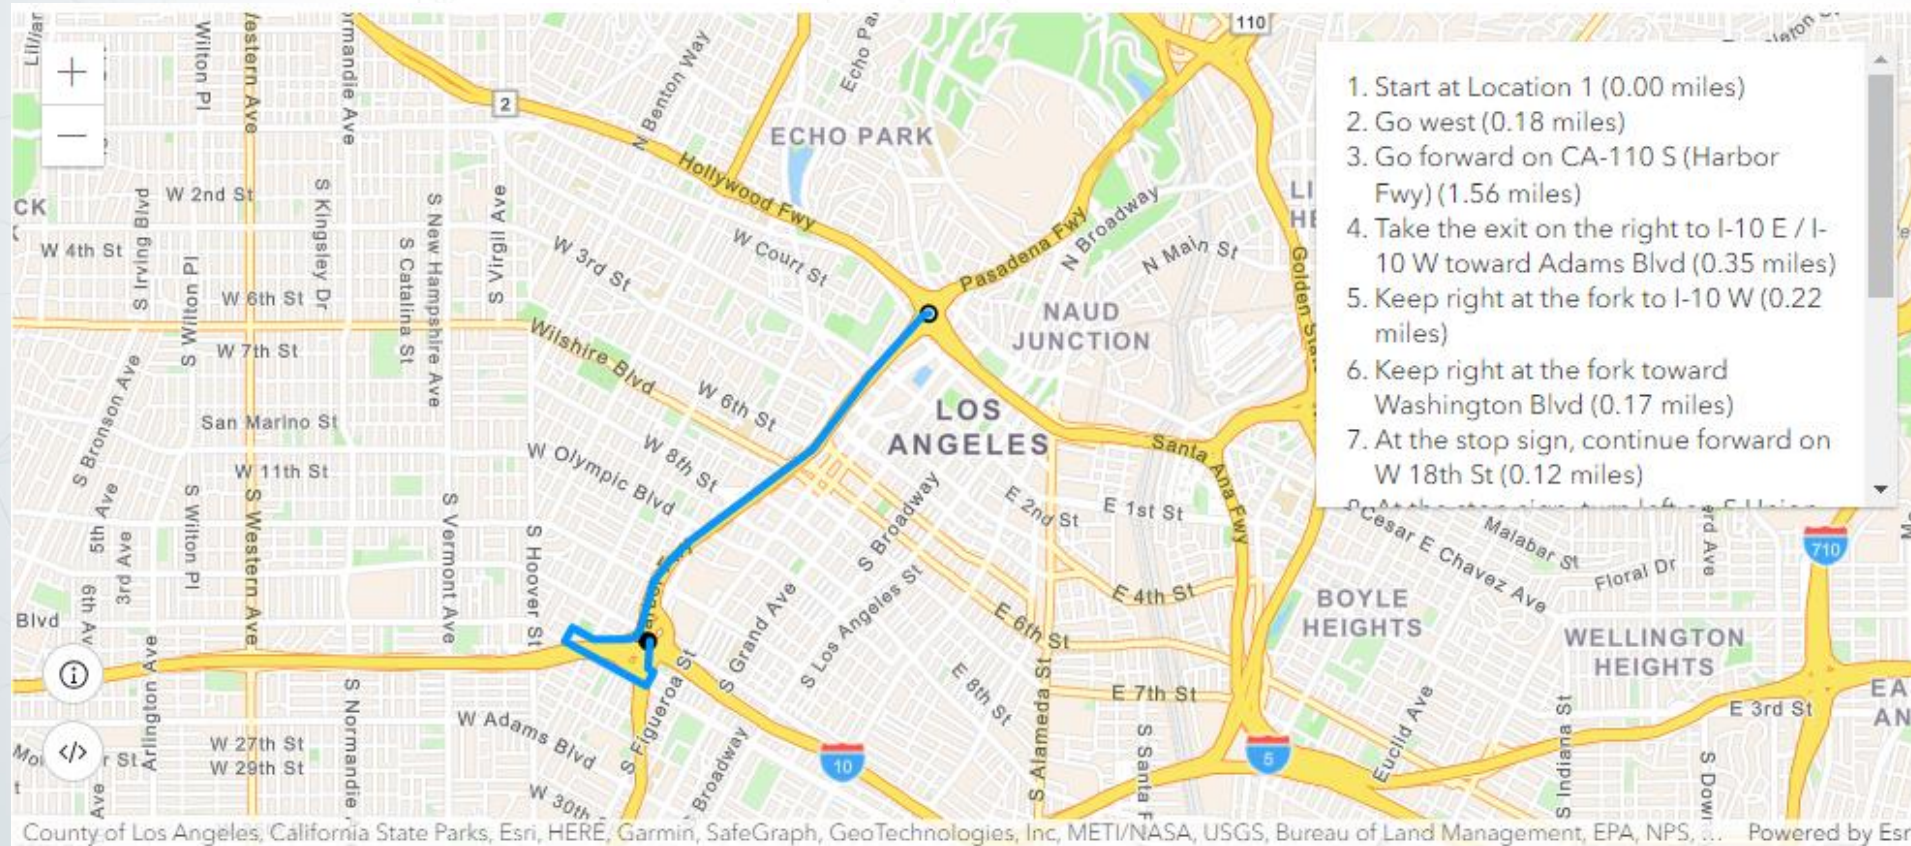 110
2
ECHO PARK
N Benton Way
Hollywood Fwy
Wilton Pl
Western Ave
W 2nd St
S Irving Blvd
S Kingsley Dr
S New Hampshire Ave
S Virgil Ave
W 4th St
S Catalina St
S Wilton Pl
W 6th St
W 7th St
W 3rd St
W Court St
Pasadena Fwy
N Broadway
N Main St
NAUD
JUNCTION
Wilshire Blvd
W 6th St
LOS
ANGELES
S Bronson Ave
San Marino St
W 11th St
W 8th St
W Olympic Blvd
Santa Ana Fwy
S Broadway
E 2nd St
E 1st St
5th Ave
3rd Ave
S Wilton Pl
S Western Ave
S Vermont Ave
S Hoover St
S Grand Ave
S Los Angeles St
E 4th St
E 6th St
BOYLE
HEIGHTS
Cesar E Chavez Ave
Malabar St
Floral Dr
710
WELLINGTON
HEIGHTS
Blvd
Arlington Ave
S Normandie
W Adams Blvd
S Figueroa St
E 8th St
E 7th St
S Alameda St
Euclid Ave
S Indiana St
E 3rd St
W 27th St
W 29th St
W 30th
10
5
1. Start at Location 1 (0.00 miles)
2. Go west (0.18 miles)
3. Go forward on CA-110 S (Harbor
Fwy) (1.56 miles)
4. Take the exit on the right to I-10 E / I-
10 W toward Adams Blvd (0.35 miles)
5. Keep right at the fork to I-10 W (0.22
miles)
6. Keep right at the fork toward
Washington Blvd (0.17 miles)
7. At the stop sign, continue forward on
W 18th St (0.12 miles)
County of Los Angeles, California State Parks, Esri, HERE, Garmin, SafeGraph, GeoTechnologies, Inc, METI/NASA, USGS, Bureau of Land Management, EPA, NPS, ... Powered by Esr